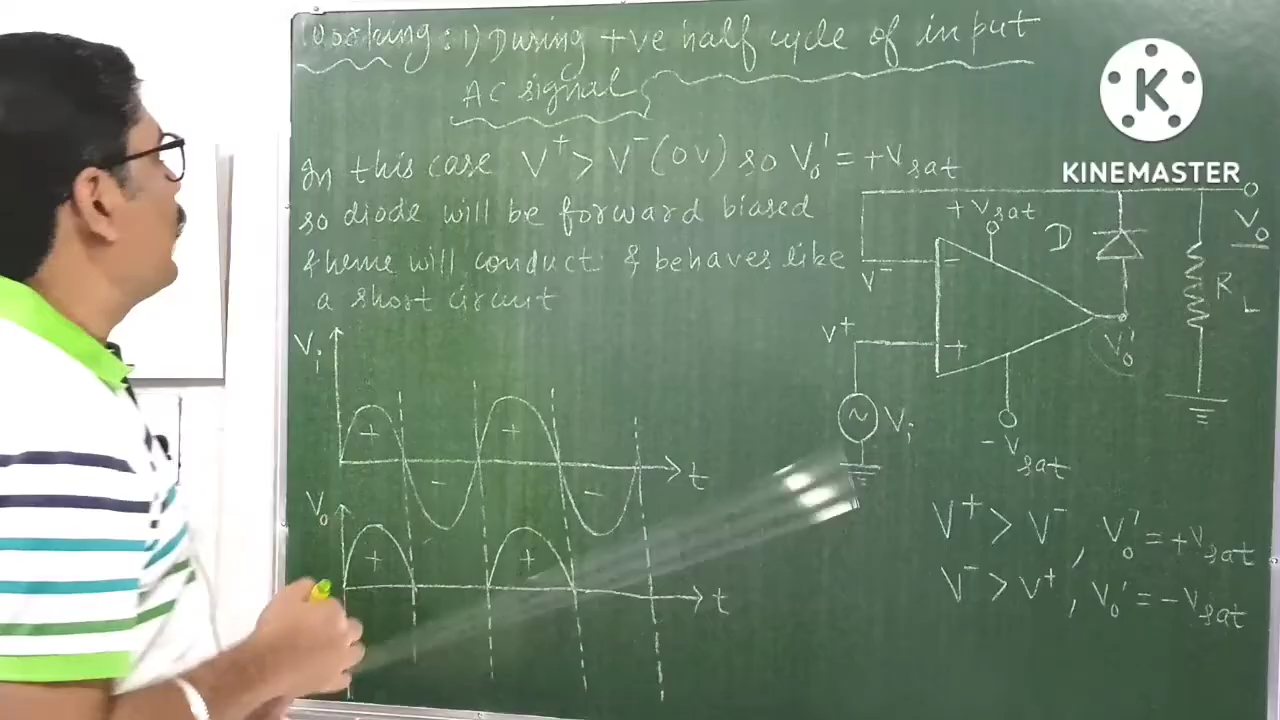 Working: 1) During +ve half cycle of input
AC signal
In this case V⁺ > V⁻ (0V) so V₀' = +Vsat
so diode will be forward biased
& heme will conduct & behaves like
a short circuit
KINEMASTER
+Vsat
D
V₀
V⁻
RL
V⁺
V₀'
Vi
-Vsat
Vi
+
+
-
-
t
V₀
+
+
t
V⁺ > V⁻, V₀' = +Vsat
V⁻ > V⁺, V₀' = -Vsat